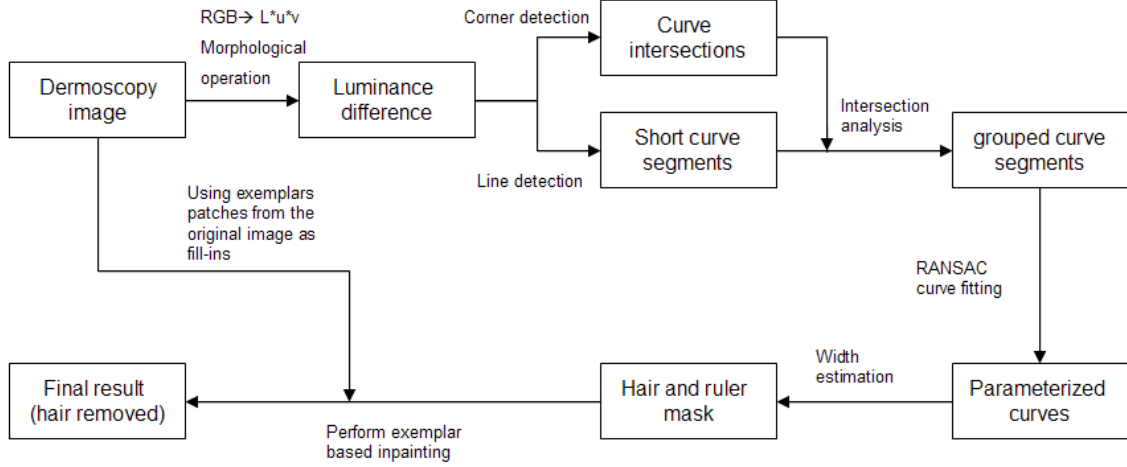 RGB→ L*u*v
Morphological
operation
Dermoscopy
image
Luminance
difference
Corner detection
Line detection
Curve
intersections
Short curve
segments
Intersection
analysis
grouped curve
segments
Using exemplars
patches from the
original image as
fill-ins
RANSAC
curve fitting
Final result
(hair removed)
Perform exemplar
based inpainting
Hair and ruler
mask
Width
estimation
Parameterized
curves